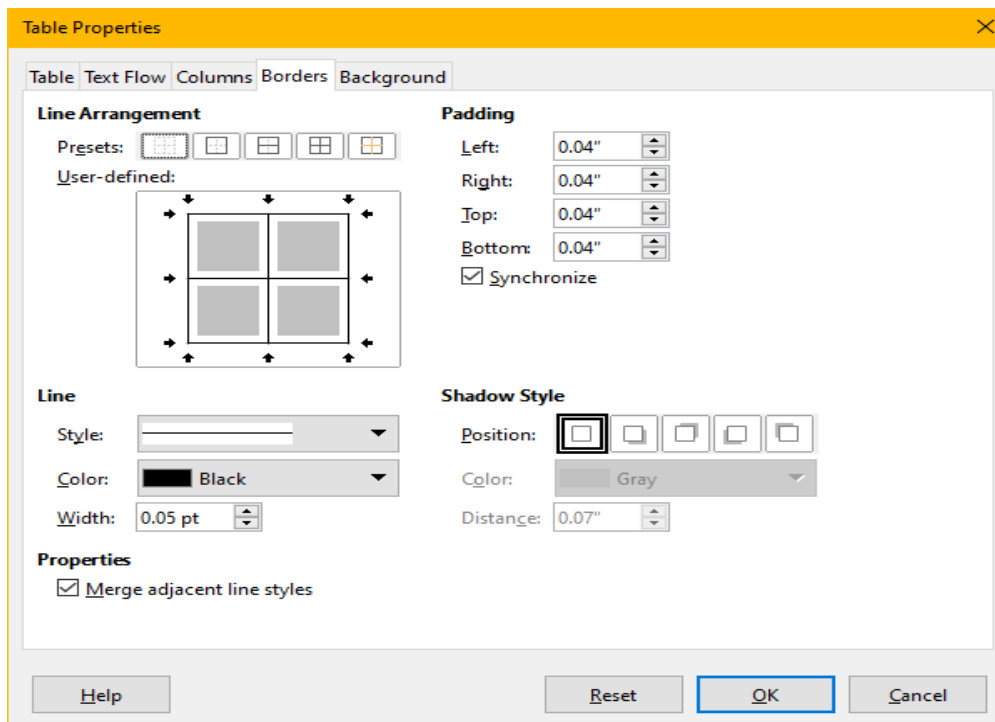 Table Properties
Table Text Flow Columns Borders Background
Line Arrangement
Presets:
User-defined:
Padding
Left: 0.04"
Right: 0.04"
Top: 0.04"
Bottom: 0.04"
Synchronize
Line
Style:
Color: Black
Width: 0.05 pt
Shadow Style
Position:
Color: Gray
Distance: 0.07"
Properties
Merge adjacent line styles
Help Reset OK Cancel